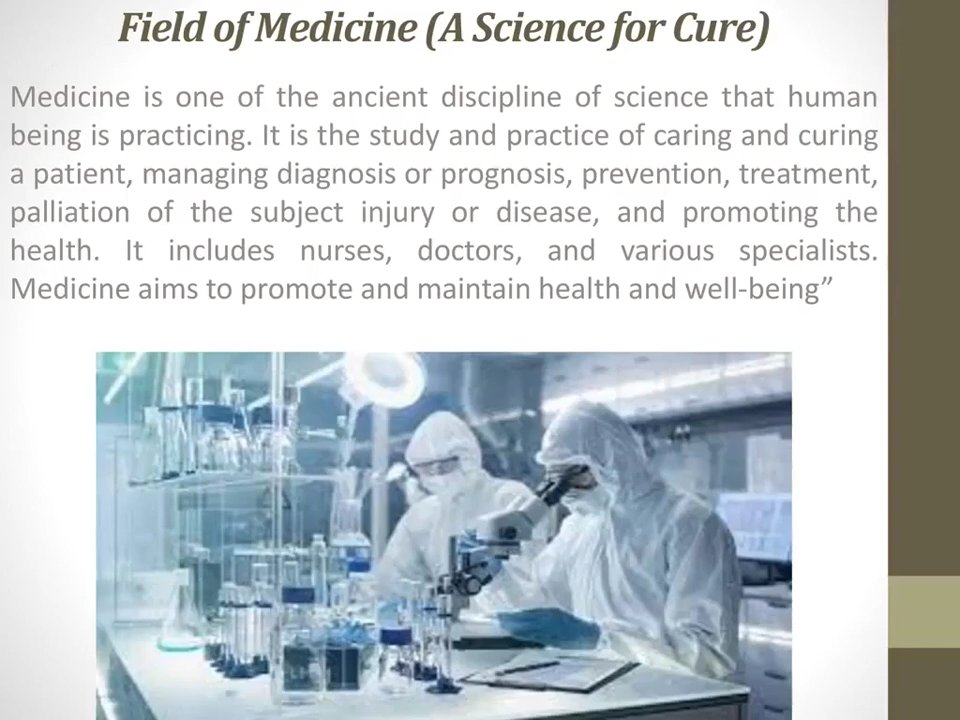 Field of Medicine (A Science for Cure)
Medicine is one of the ancient discipline of science that human
being is practicing. It is the study and practice of caring and curing
a patient, managing diagnosis or prognosis, prevention, treatment,
palliation of the subject injury or disease, and promoting the
health. It includes nurses, doctors, and various specialists.
Medicine aims to promote and maintain health and well-being”